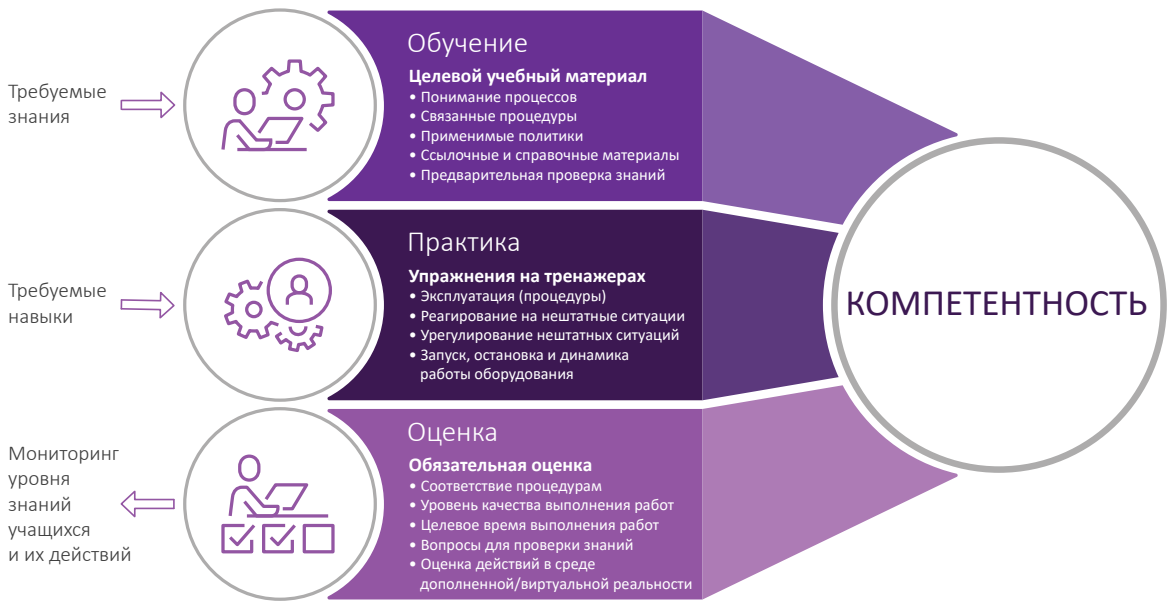 Требуемые
знания
Обучение
Целевой учебный материал
• Понимание процессов
• Связанные процедуры
• Применимые политики
• Ссылочные и справочные материалы
• Предварительная проверка знаний
Требуемые
навыки
Практика
Упражнения на тренажерах
• Эксплуатация (процедуры)
• Реагирование на нештатные ситуации
• Урегулирование нештатных ситуаций
• Запуск, остановка и динамика
работы оборудования
Мониторинг
уровня
знаний
учащихся
и их действий
Оценка
Обязательная оценка
• Соответствие процедурам
• Уровень качества выполнения работ
• Целевое время выполнения работ
• Вопросы для проверки знаний
• Оценка действий в среде
дополненной/виртуальной реальности
КОМПЕТЕНТНОСТЬ